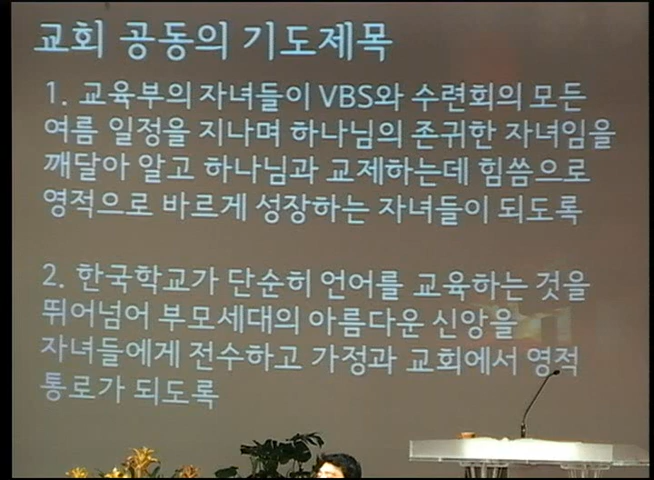 교회 공동의 기도제목
1. 교육부의 자녀들이 VBS와 수련회의 모든
여름 일정을 지나며 하나님의 존귀한 자녀임을
깨달아 알고 하나님과 교제하는데 힘씀으로
영적으로 바르게 성장하는 자녀들이 되도록
2. 한국학교가 단순히 언어를 교육하는 것을
뛰어넘어 부모세대의 아름다운 신앙을
자녀들에게 전수하고 가정과 교회에서 영적
통로가 되도록